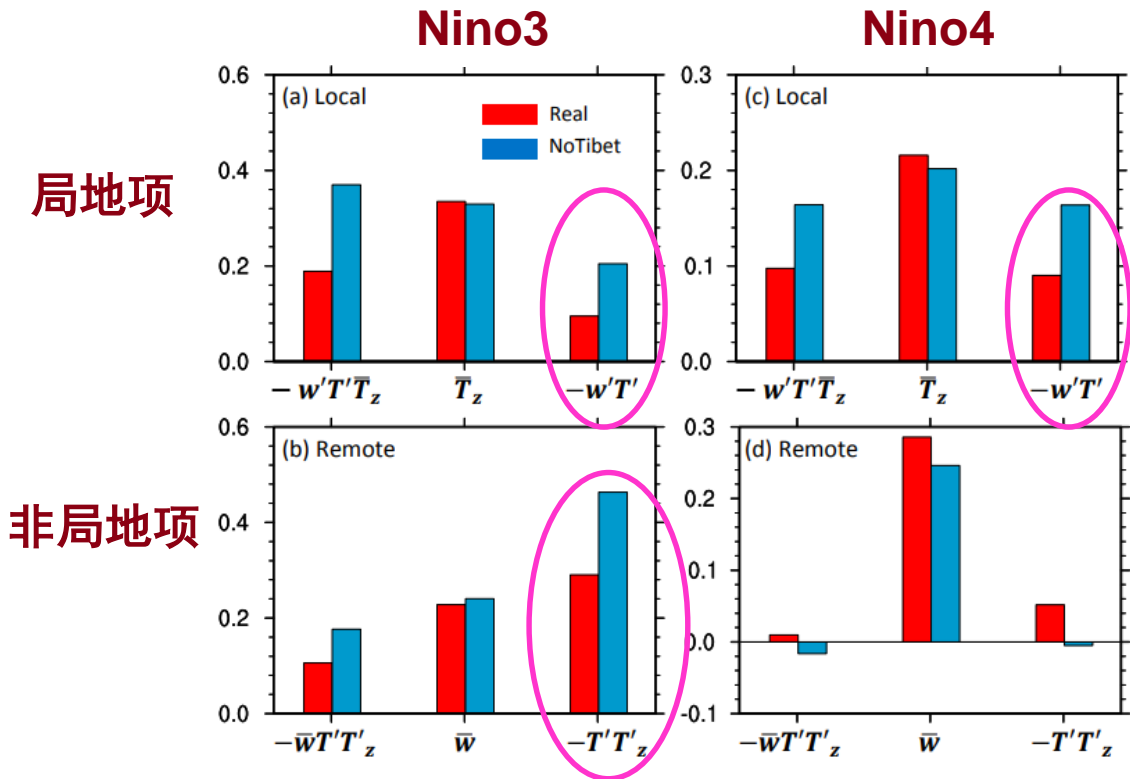 Nino3 Nino4
局地项
非局地项
(a) Local
Real
NoTibet
0.6
0.4
0.2
0.0
− w′T′T̅z T̅z −w′T′
(c) Local
0.3
0.2
0.1
0.0
− w′T′T̅z T̅z −w′T′
(b) Remote
0.6
0.4
0.2
0.0
−w̅T′T′z w̅ −T′T′z
(d) Remote
0.3
0.2
0.1
0.0
-0.1
−w̅T′T′z w̅ −T′T′z